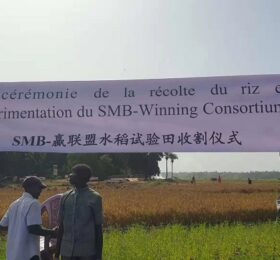 cérémonie de la récolte du riz d
rimentation du SMB-Winning Consortium
SMB-赢联盟水稻试验田收割仪式